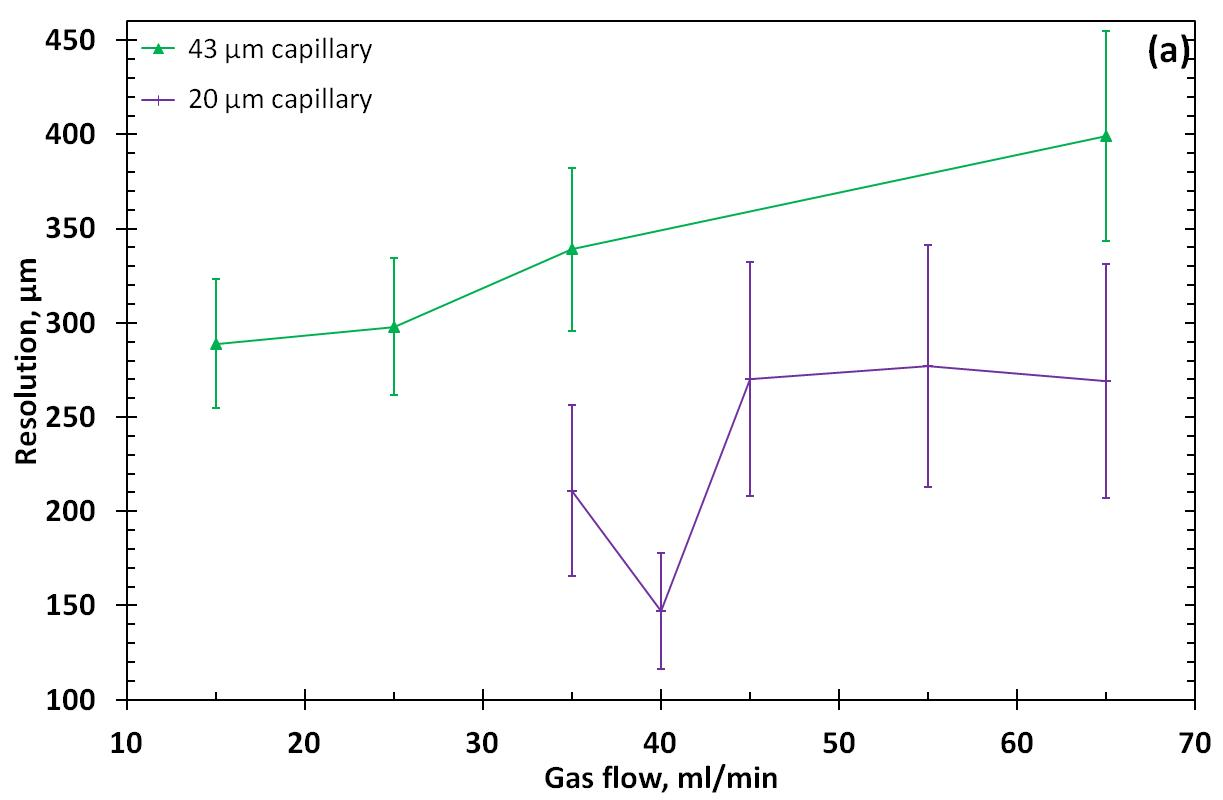 (a)
43 µm capillary
20 µm capillary
450
400
350
300
250
200
150
100
Resolution, µm
10 20 30 40 50 60 70
Gas flow, ml/min